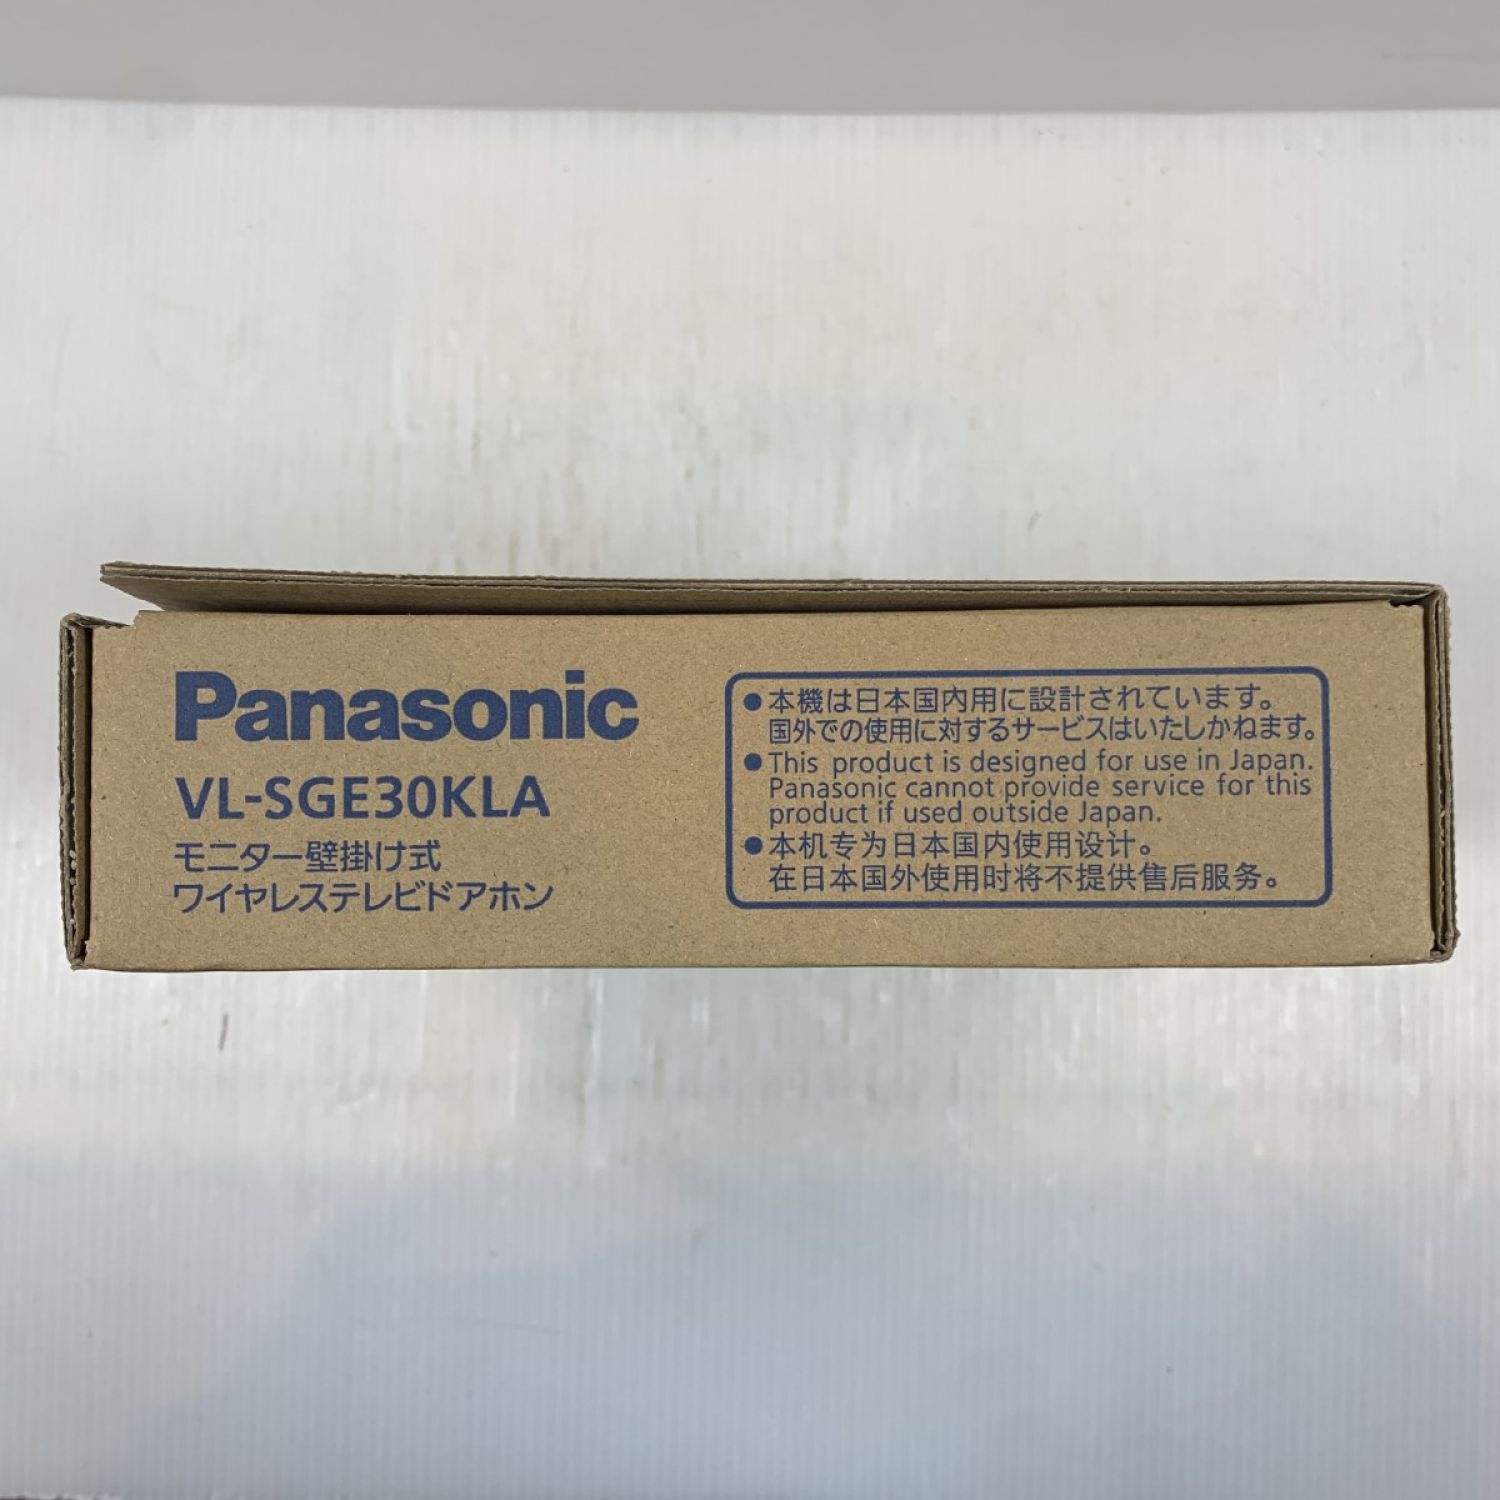 Panasonic
VL-SGE30KLA
モニター壁掛け式
ワイヤレステレビドアホン
●本機は日本国内用に設計されています。
国外での使用に対するサービスはいたしかねます。
●This product is designed for use in Japan.
Panasonic cannot provide service for this
product if used outside Japan.
●本机专为日本国内使用设计。
在日本国外使用时将不提供售后服务。